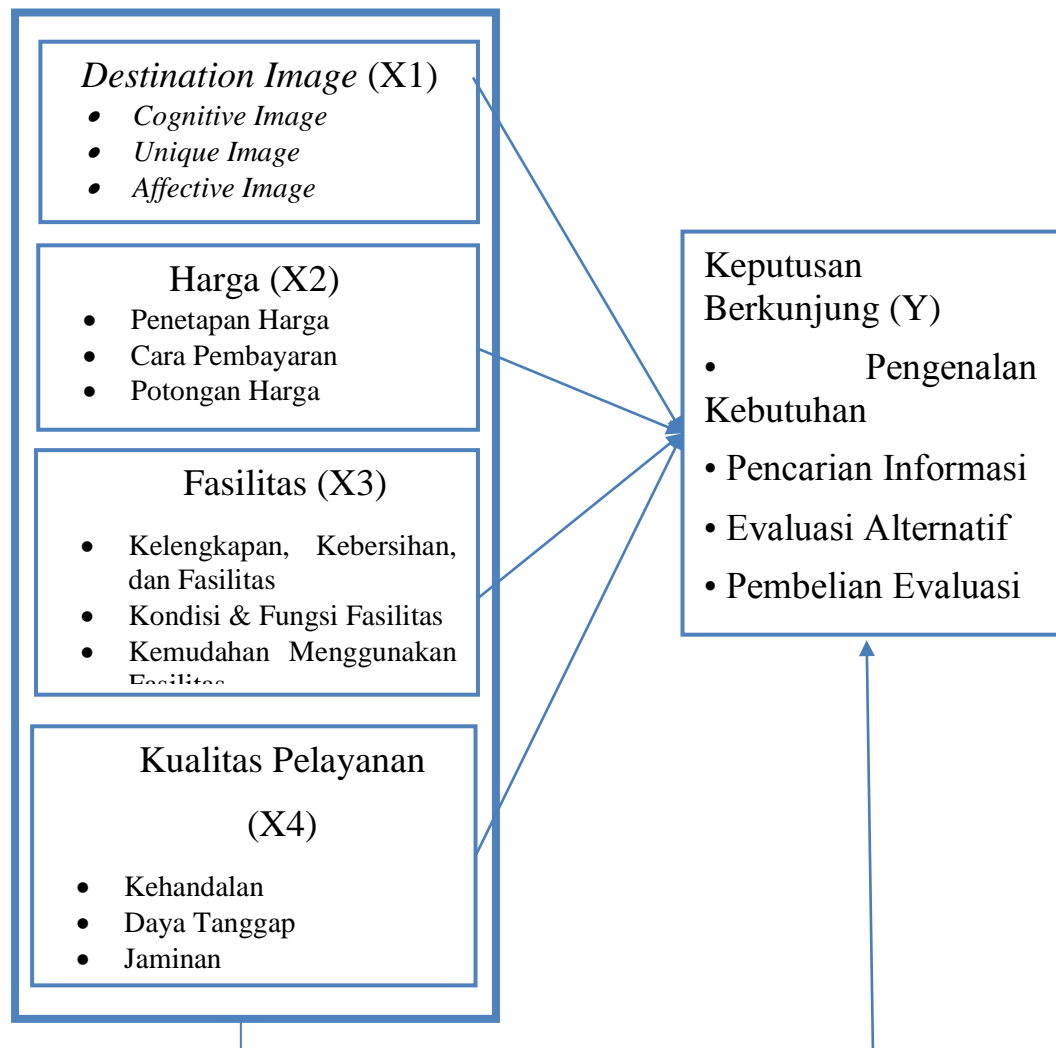 Destination Image (X1)
• Cognitive Image
• Unique Image
• Affective Image
Harga (X2)
• Penetapan Harga
• Cara Pembayaran
• Potongan Harga
Fasilitas (X3)
• Kelengkapan, Kebersihan,
dan Fasilitas
• Kondisi & Fungsi Fasilitas
• Kemudahan Menggunakan
Fasilitas
Kualitas Pelayanan
(X4)
• Kehandalan
• Daya Tanggap
• Jaminan
Keputusan
Berkunjung (Y)
• Pengenalan
Kebutuhan
• Pencarian Informasi
• Evaluasi Alternatif
• Pembelian Evaluasi